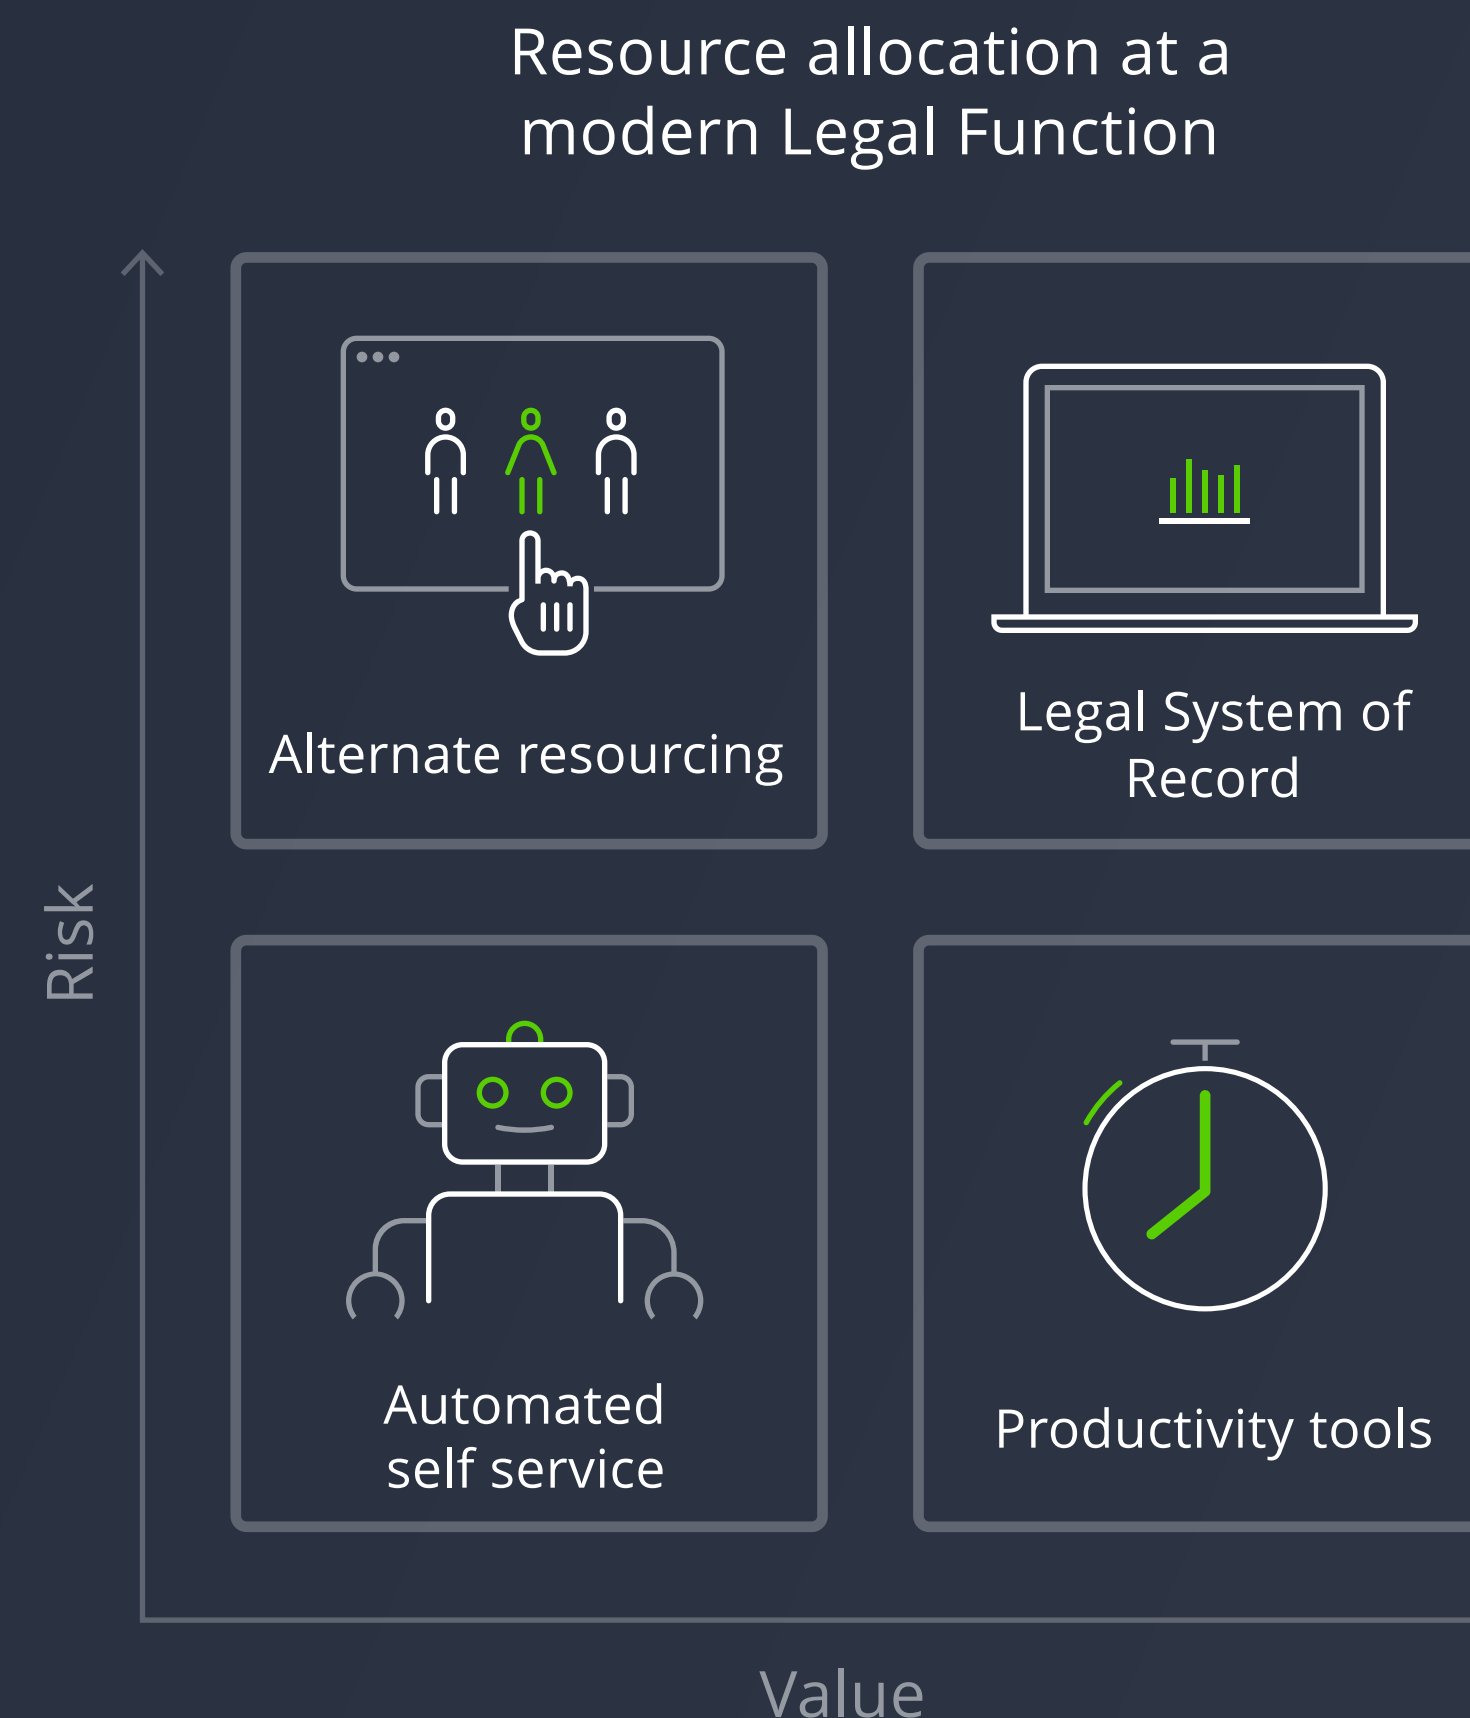 Resource allocation at a
modern Legal Function
Alternate resourcing
Legal System of
Record
Risk
Automated
self service
Productivity tools
Value